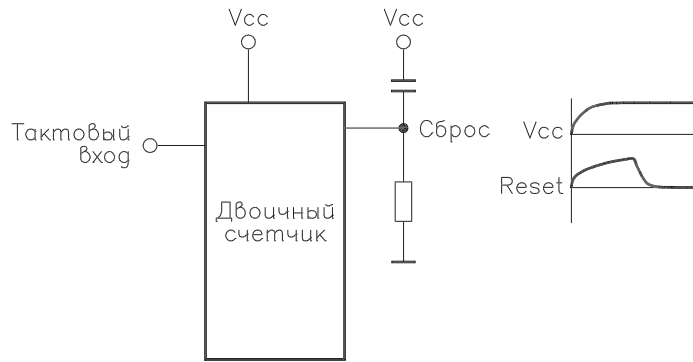 Vcc
Vcc
Тактовый
вход
Сброс
Двоичный
счетчик
Vcc
Reset